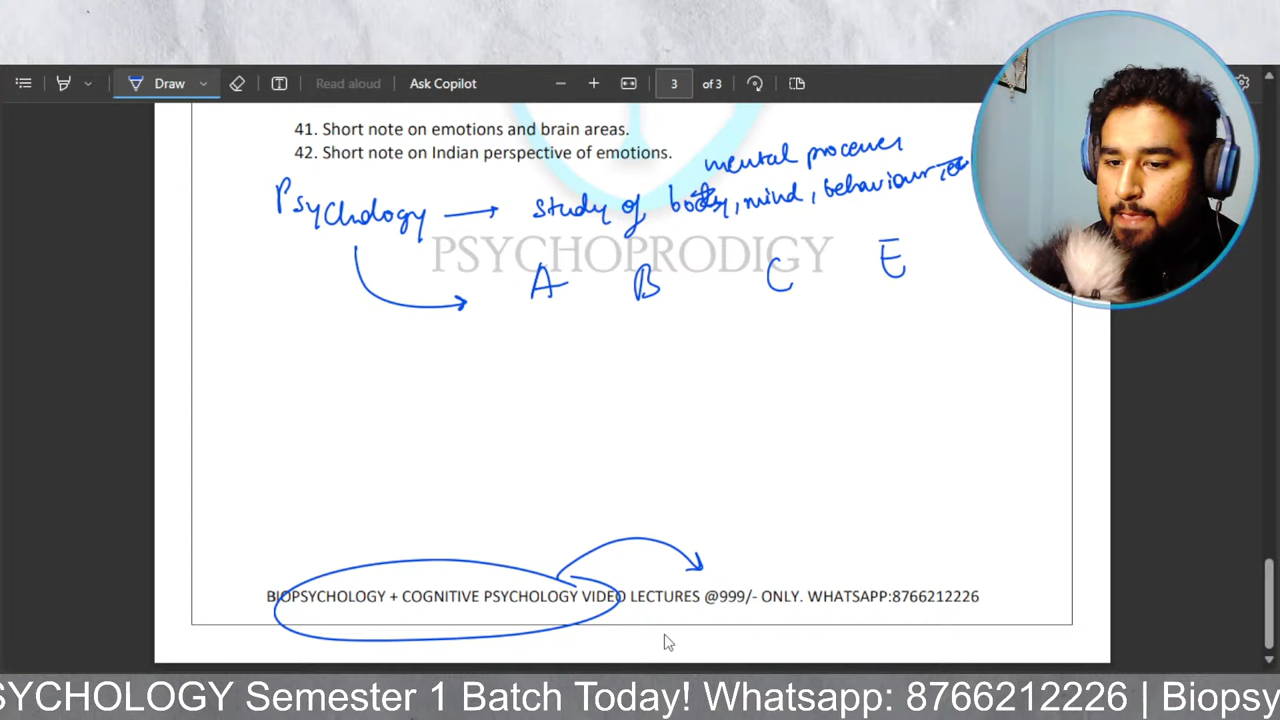 Draw
Read aloud
Ask Copilot
3 of 3
41. Short note on emotions and brain areas.
42. Short note on Indian perspective of emotions.
mental processes
Psychology → study of body, mind, behaviour,
PSYCHOPRODIGY
A B C E
BIOPSYCHOLOGY + COGNITIVE PSYCHOLOGY VIDEO LECTURES @999/- ONLY. WHATSAPP:8766212226
SYCHOLOGY Semester 1 Batch Today! Whatsapp: 8766212226 | Biopsy